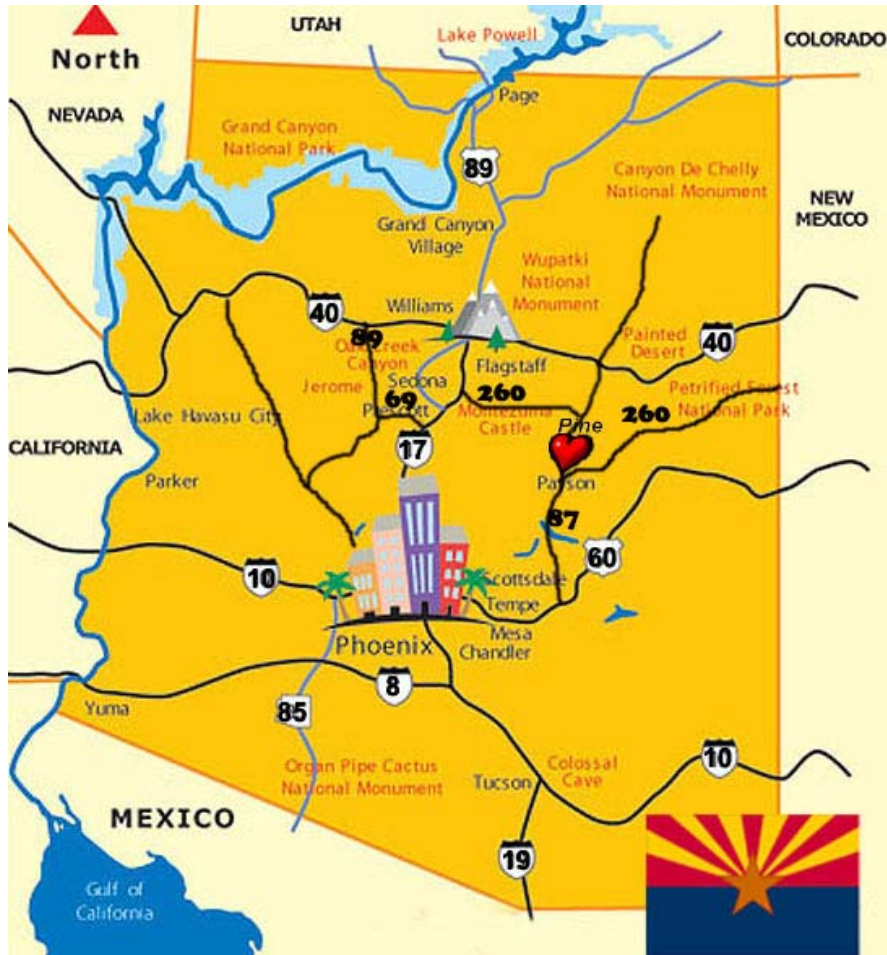 UTAH
Lake Powell
COLORADO
North
NEVADA
Page
Grand Canyon
National Park
89
Canyon De Chelly
National Monument
NEW
MEXICO
Grand Canyon
Village
Wupatki
National
Monument
Williams
40
89
Oak Creek
Canyon
Painted
Desert
40
Flagstaff
Sedona
Jerome
69
260
Petrified Forest
National Park
Prescott
Montezuma
Castle
260
Lake Havasu City
Pine
CALIFORNIA
17
Parker
Payson
87
60
10
Scottsdale
Tempe
Mesa
Chandler
Phoenix
8
Yuma
85
Organ Pipe Cactus
National Monument
Tucson
Colossal
Cave
10
MEXICO
19
Gulf of
California